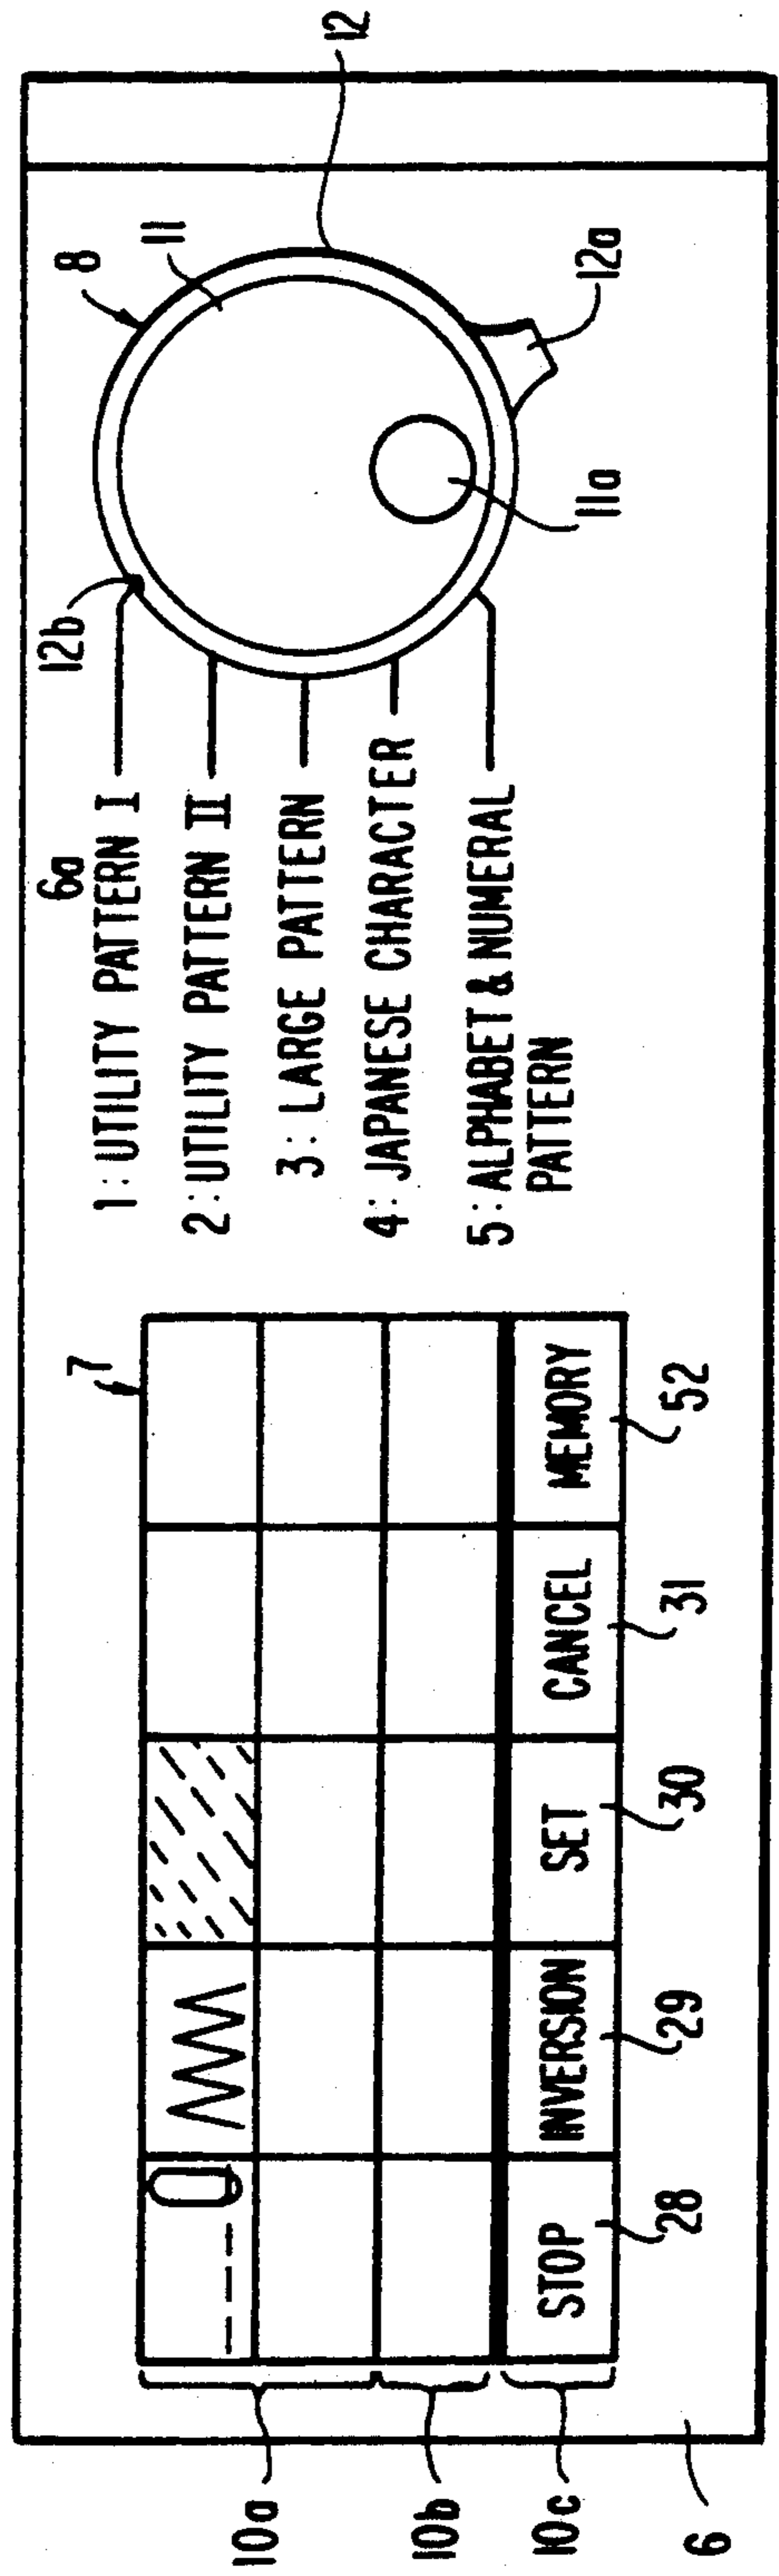 12
8
11
12b
12a
11a
6a
1: UTILITY PATTERN I
2: UTILITY PATTERN II
3: LARGE PATTERN
4: JAPANESE CHARACTER
5: ALPHABET & NUMERAL
PATTERN
7
10a
10b
10c
STOP INVERSION SET CANCEL MEMORY
28 29 30 31 52
6